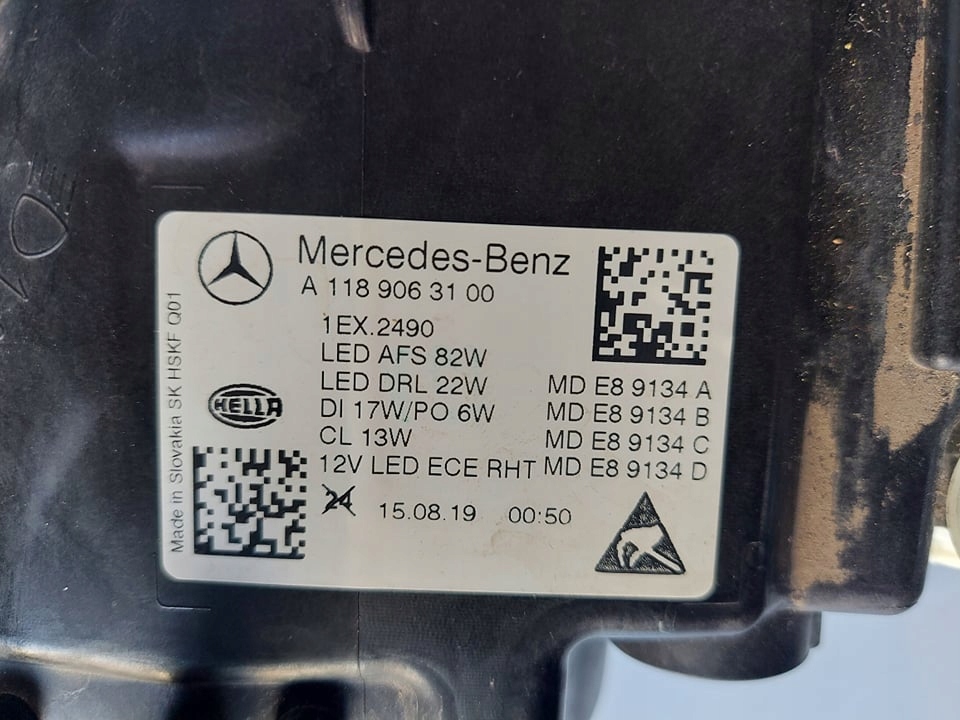 Mercedes-Benz
A 118 906 31 00
1EX.2490
LED AFS 82W
LED DRL 22W MD E8 9134 A
DI 17W/PO 6W MD E8 9134 B
CL 13W MD E8 9134 C
12V LED ECE RHT MD E8 9134 D
24 15.08.19 00:50
HELLA
Made in Slovakia SK HSKF Q01